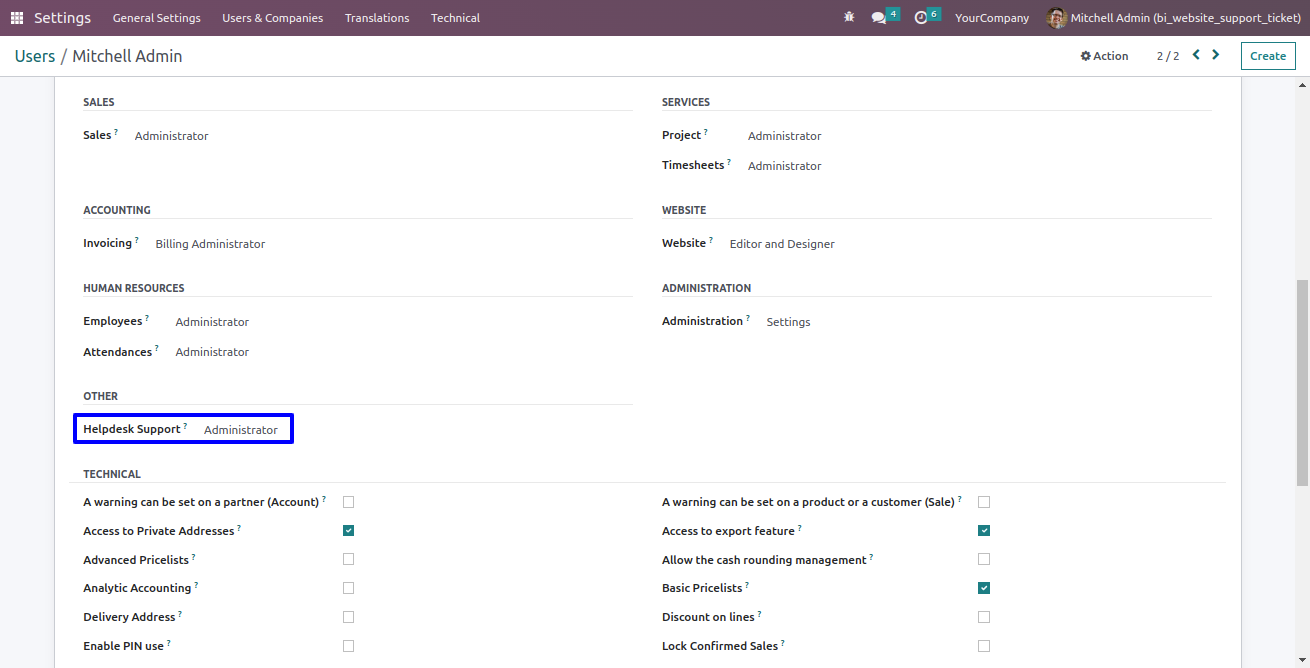 Settings General Settings Users & Companies Translations Technical 4 6 YourCompany Mitchell Admin (bi_website_support_ticket)
Users / Mitchell Admin Action 2 / 2 Create
SALES
Sales ? Administrator
SERVICES
Project ? Administrator
Timesheets ? Administrator
ACCOUNTING
Invoicing ? Billing Administrator
WEBSITE
Website ? Editor and Designer
HUMAN RESOURCES
Employees ? Administrator
Attendances ? Administrator
ADMINISTRATION
Administration ? Settings
OTHER
Helpdesk Support ? Administrator
TECHNICAL
A warning can be set on a partner (Account) ?
A warning can be set on a product or a customer (Sale) ?
Access to Private Addresses ?
Access to export feature ?
Advanced Pricelists ?
Allow the cash rounding management ?
Analytic Accounting ?
Basic Pricelists ?
Delivery Address ?
Discount on lines ?
Enable PIN use ?
Lock Confirmed Sales ?